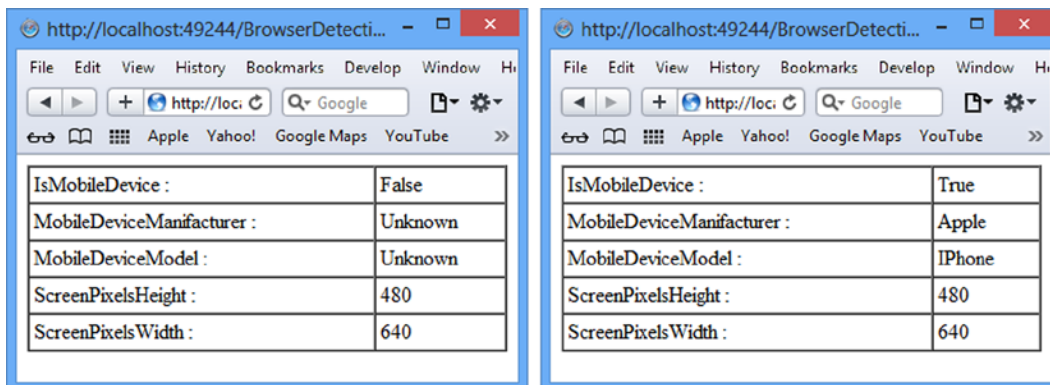 http://localhost:49244/BrowserDetecti...
File Edit View History Bookmarks Develop Window
http://loc
Google
Apple Yahoo! Google Maps YouTube
IsMobileDevice : False
MobileDeviceManifacturer : Unknown
MobileDeviceModel : Unknown
ScreenPixelsHeight : 480
ScreenPixelsWidth : 640
http://localhost:49244/BrowserDetecti...
File Edit View History Bookmarks Develop Window
http://loc
Google
Apple Yahoo! Google Maps YouTube
IsMobileDevice : True
MobileDeviceManifacturer : Apple
MobileDeviceModel : IPhone
ScreenPixelsHeight : 480
ScreenPixelsWidth : 640